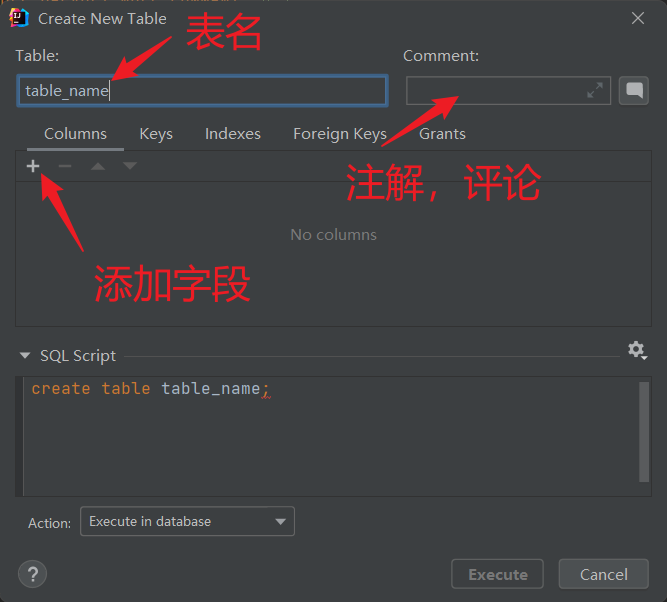 Create New Table
表名
Table:
Comment:
table_name
Columns
Keys
Indexes
Foreign Keys
Grants
注解，评论
No columns
添加字段
SQL Script
create table table_name;
Action:
Execute in database
?
Execute
Cancel